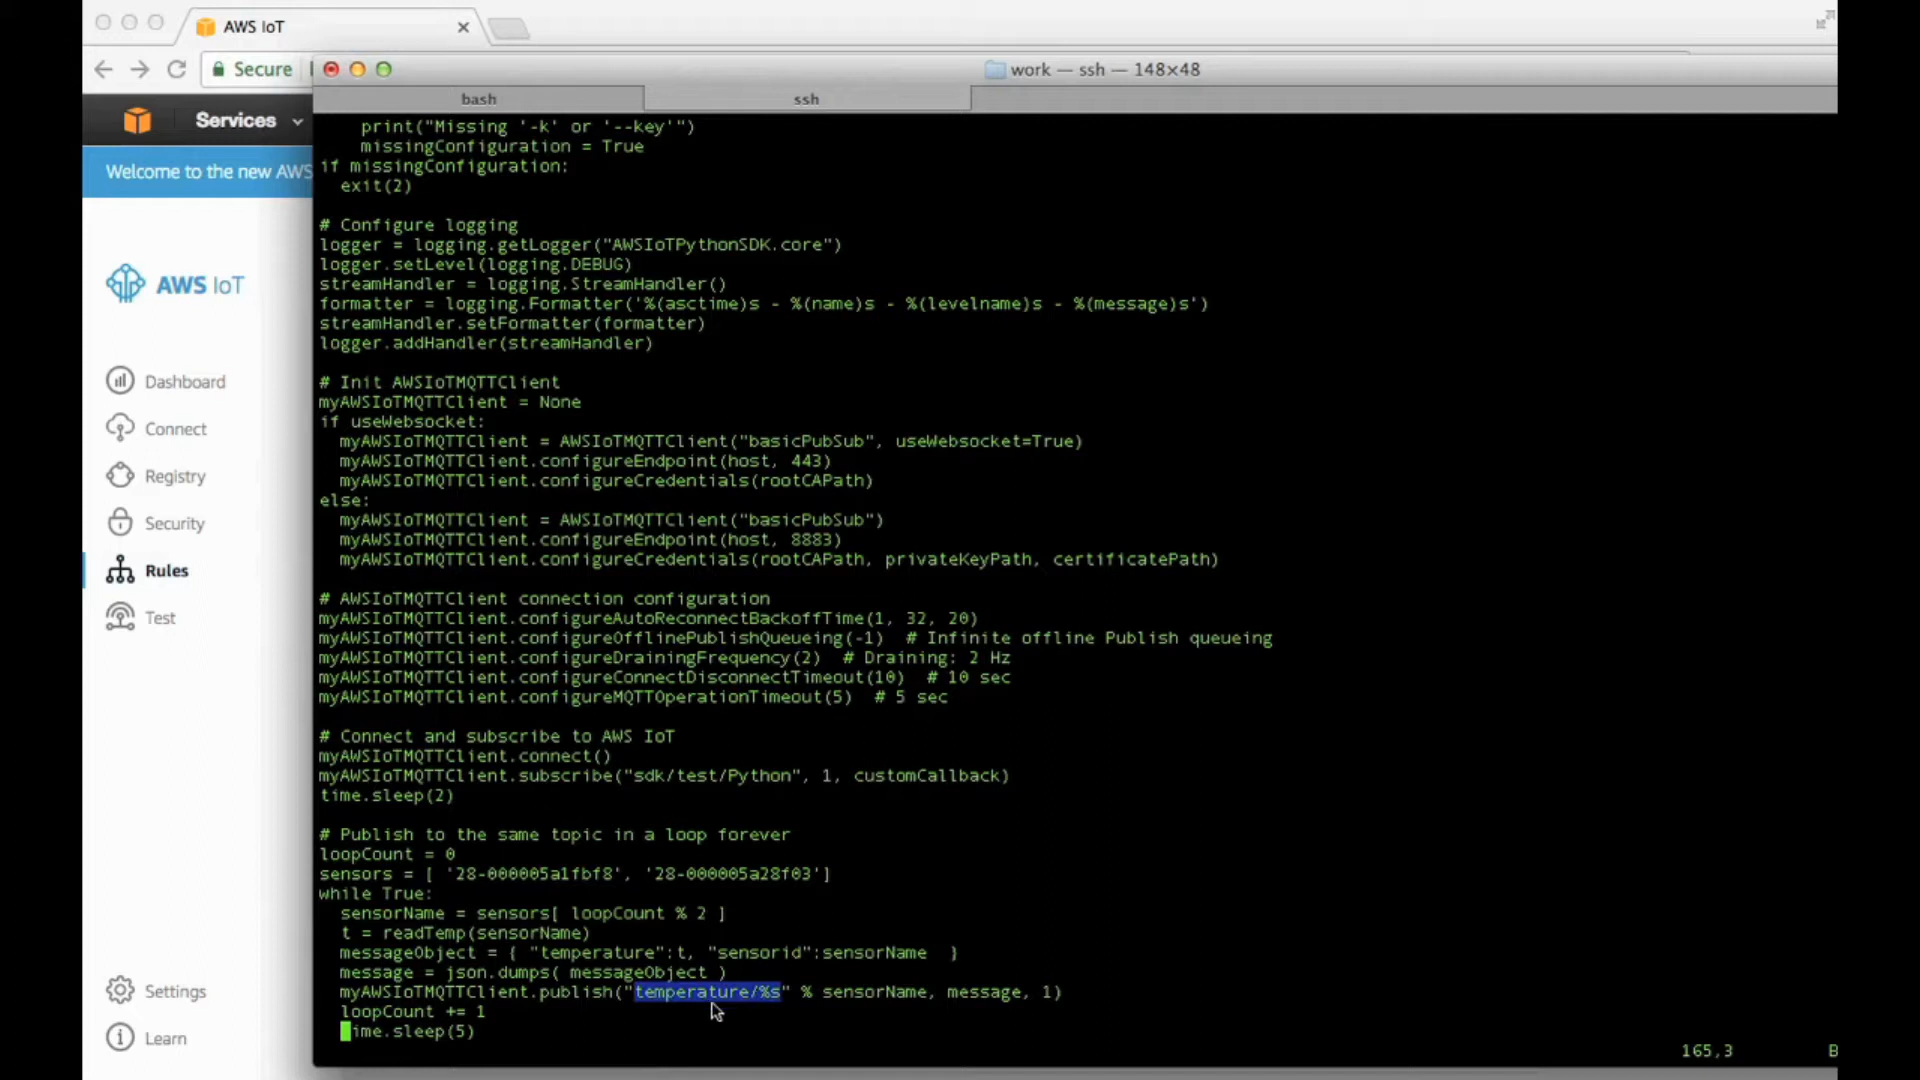 AWS IoT
Secure
work — ssh — 148×48
bash
ssh
Services
Welcome to the new AWS
AWS IoT
Dashboard
Connect
Registry
Security
Rules
Test
Settings
Learn
    print("Missing '-k' or '--key'")
    missingConfiguration = True
if missingConfiguration:
  exit(2)
# Configure logging
logger = logging.getLogger("AWSIoTPythonSDK.core")
logger.setLevel(logging.DEBUG)
streamHandler = logging.StreamHandler()
formatter = logging.Formatter('%(asctime)s - %(name)s - %(levelname)s - %(message)s')
streamHandler.setFormatter(formatter)
logger.addHandler(streamHandler)
# Init AWSIoTMQTTClient
myAWSIoTMQTTClient = None
if useWebsocket:
  myAWSIoTMQTTClient = AWSIoTMQTTClient("basicPubSub", useWebsocket=True)
  myAWSIoTMQTTClient.configureEndpoint(host, 443)
  myAWSIoTMQTTClient.configureCredentials(rootCAPath)
else:
  myAWSIoTMQTTClient = AWSIoTMQTTClient("basicPubSub")
  myAWSIoTMQTTClient.configureEndpoint(host, 8883)
  myAWSIoTMQTTClient.configureCredentials(rootCAPath, privateKeyPath, certificatePath)
# AWSIoTMQTTClient connection configuration
myAWSIoTMQTTClient.configureAutoReconnectBackoffTime(1, 32, 20)
myAWSIoTMQTTClient.configureOfflinePublishQueueing(-1)  # Infinite offline Publish queueing
myAWSIoTMQTTClient.configureDrainingFrequency(2)  # Draining: 2 Hz
myAWSIoTMQTTClient.configureConnectDisconnectTimeout(10)  # 10 sec
myAWSIoTMQTTClient.configureMQTTOperationTimeout(5)  # 5 sec
# Connect and subscribe to AWS IoT
myAWSIoTMQTTClient.connect()
myAWSIoTMQTTClient.subscribe("sdk/test/Python", 1, customCallback)
time.sleep(2)
# Publish to the same topic in a loop forever
loopCount = 0
sensors = [ '28-000005a1fbf8', '28-000005a28f03']
while True:
  sensorName = sensors[ loopCount % 2 ]
  t = readTemp(sensorName)
  messageObject = { "temperature":t, "sensorid":sensorName  }
  message = json.dumps( messageObject )
  myAWSIoTMQTTClient.publish("temperature/%s" % sensorName, message, 1)
  loopCount += 1
  ime.sleep(5)
165,3
B